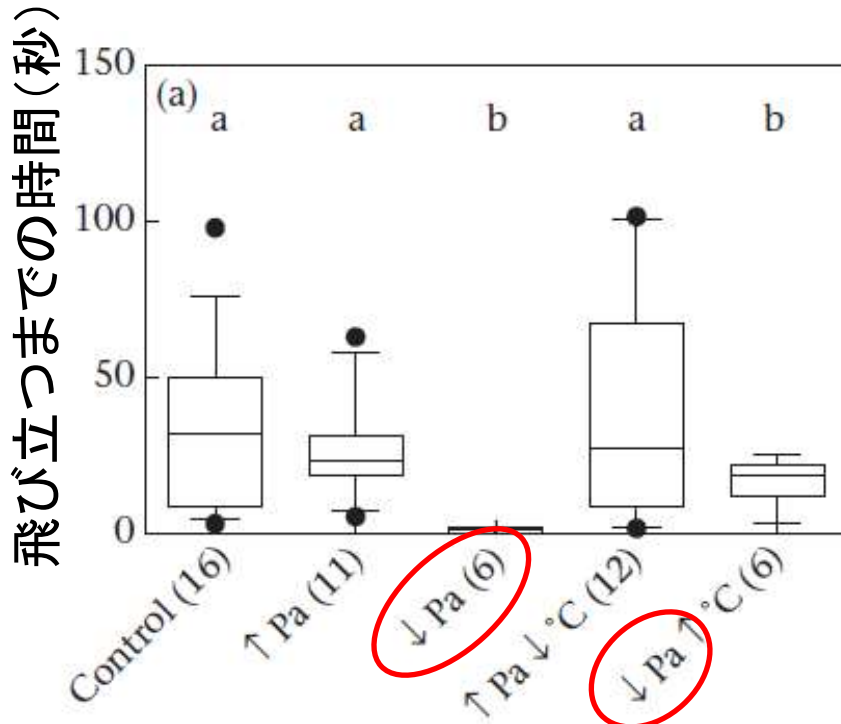 飛び立つまでの時間(秒)
150
100
50
0
(a)
a a b a b
Control (16)
↑ Pa (11)
↓ Pa (6)
↑ Pa ↓ °C (12)
↓ Pa ↑ °C (6)